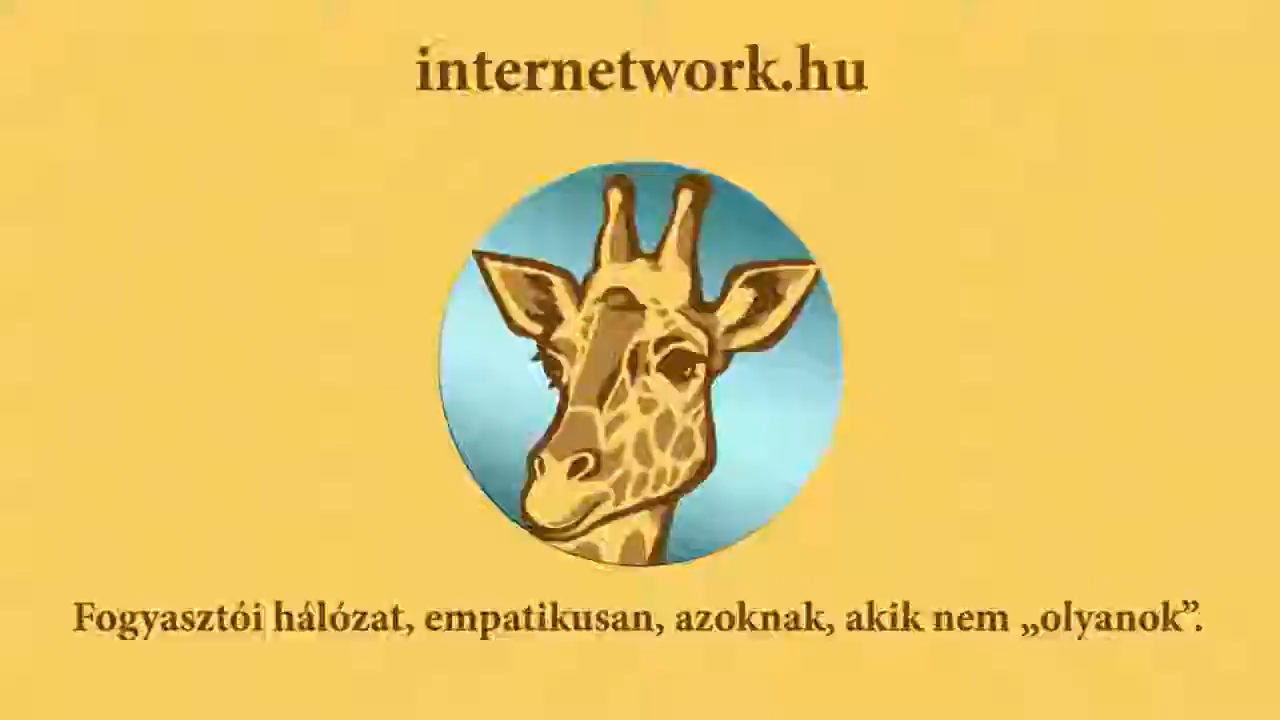 internetwork.hu
Fogyasztói hálózat, empatikusan, azoknak, akik nem „olyanok”.